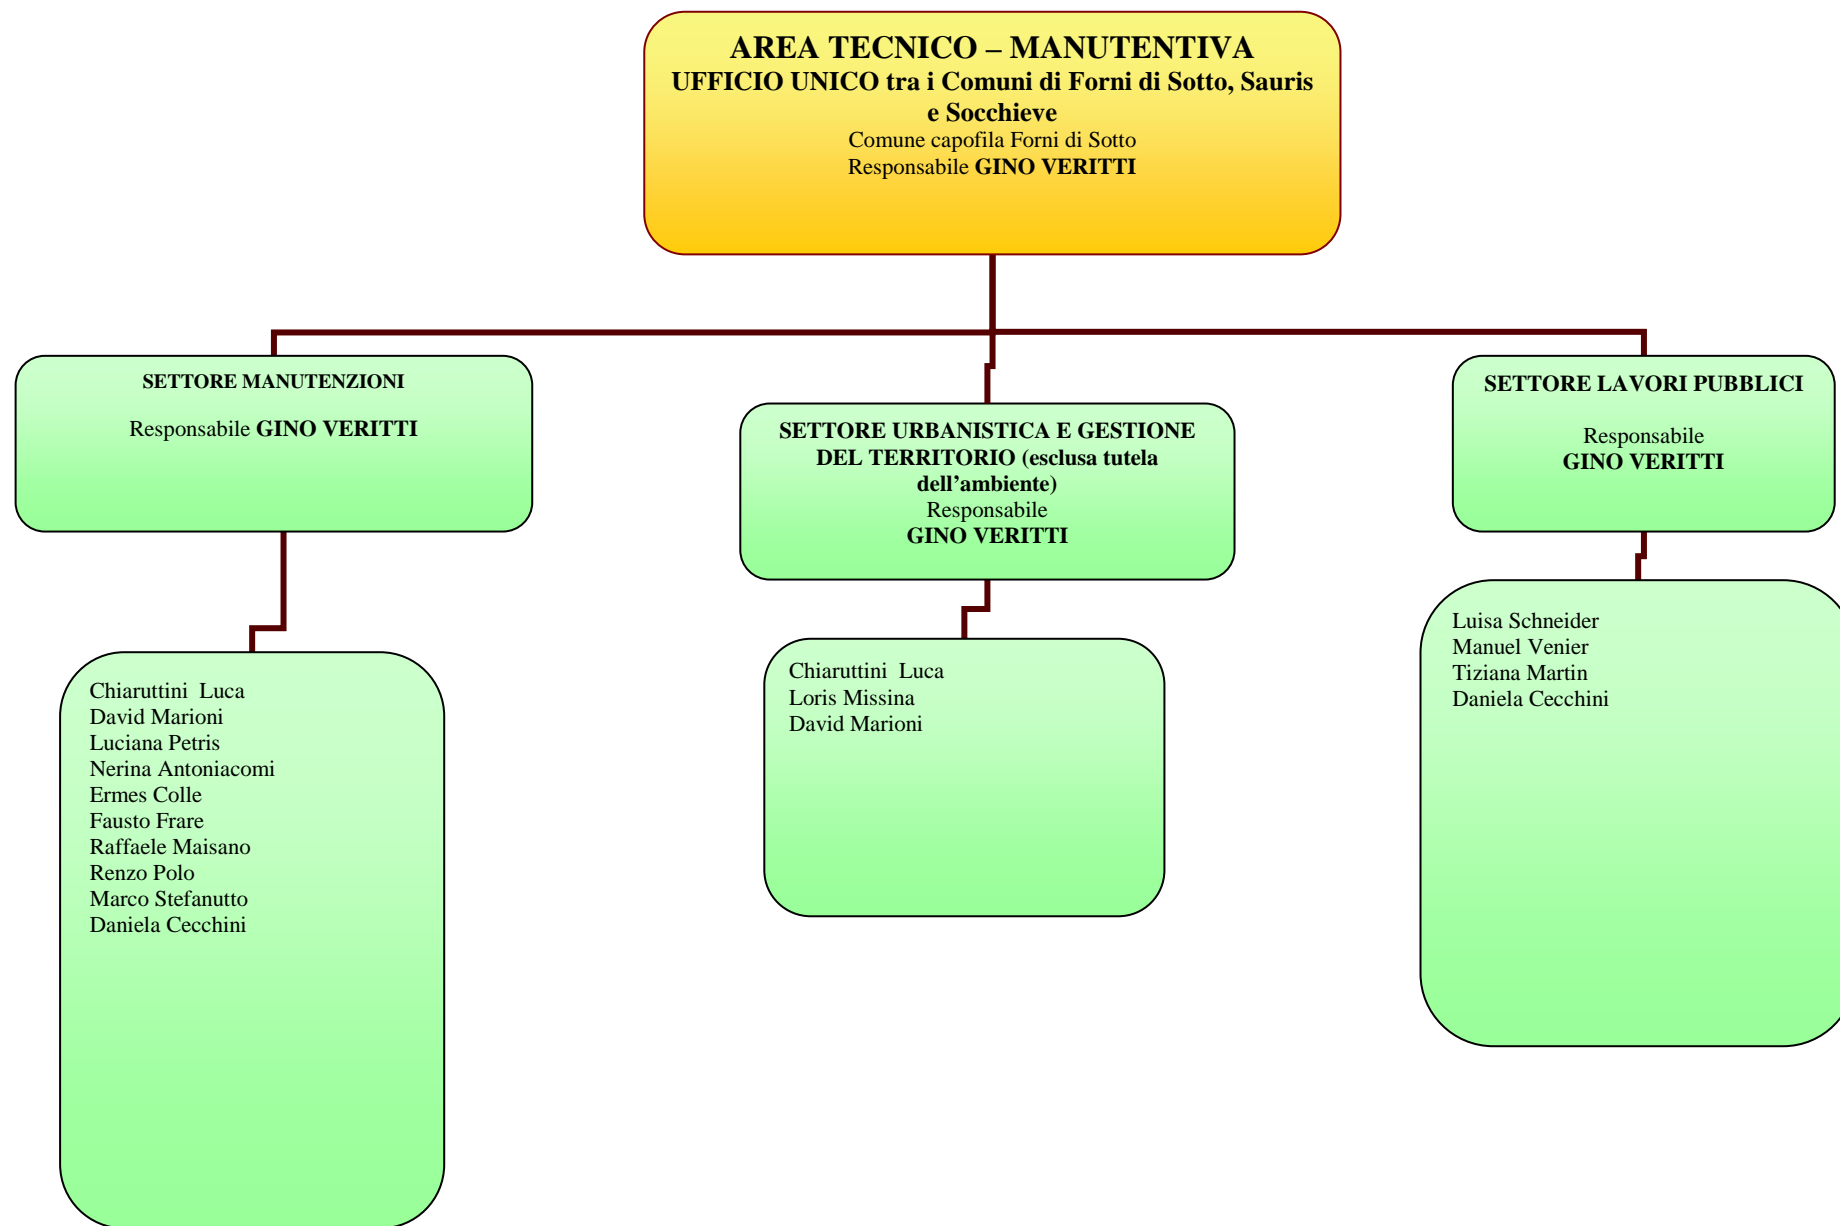 AREA TECNICO – MANUTENTIVA
UFFICIO UNICO tra i Comuni di Forni di Sotto, Sauris
e Socchieve
Comune capofila Forni di Sotto
Responsabile GINO VERITTI
SETTORE MANUTENZIONI
Responsabile GINO VERITTI
SETTORE URBANISTICA E GESTIONE
DEL TERRITORIO (esclusa tutela
dell’ambiente)
Responsabile
GINO VERITTI
SETTORE LAVORI PUBBLICI
Responsabile
GINO VERITTI
Chiaruttini  Luca
David Marioni
Luciana Petris
Nerina Antoniacomi
Ermes Colle
Fausto Frare
Raffaele Maisano
Renzo Polo
Marco Stefanutto
Daniela Cecchini
Chiaruttini  Luca
Loris Missina
David Marioni
Luisa Schneider
Manuel Venier
Tiziana Martin
Daniela Cecchini